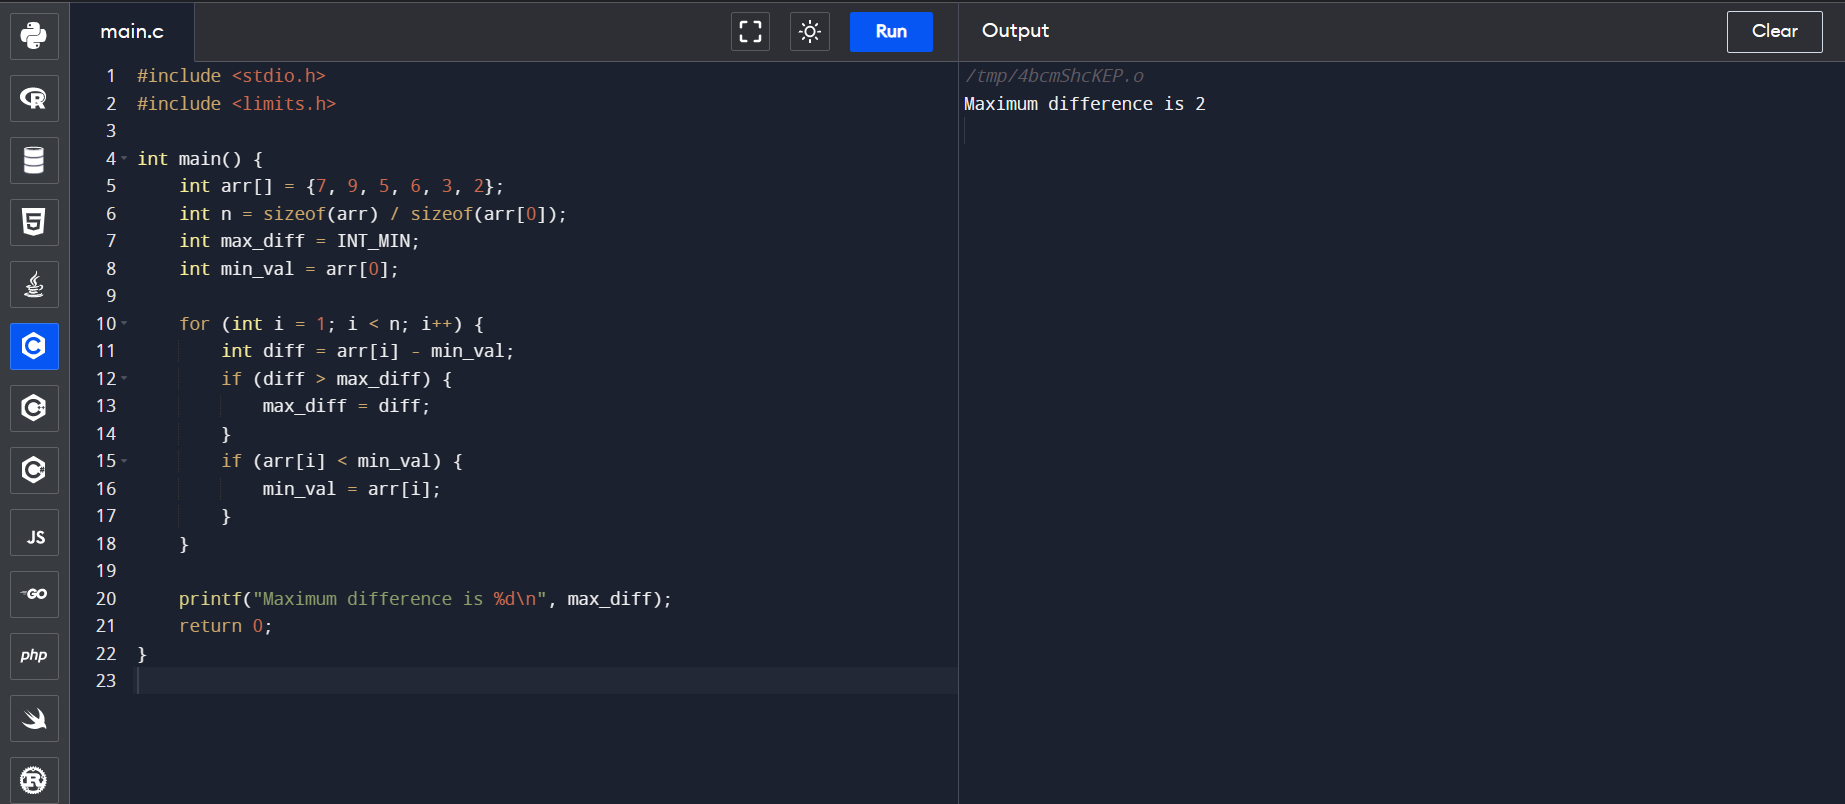 main.c
Run
Output
Clear
1 #include <stdio.h>
2 #include <limits.h>
3
4 int main() {
5     int arr[] = {7, 9, 5, 6, 3, 2};
6     int n = sizeof(arr) / sizeof(arr[0]);
7     int max_diff = INT_MIN;
8     int min_val = arr[0];
9
10     for (int i = 1; i < n; i++) {
11         int diff = arr[i] - min_val;
12         if (diff > max_diff) {
13             max_diff = diff;
14         }
15         if (arr[i] < min_val) {
16             min_val = arr[i];
17         }
18     }
19
20     printf("Maximum difference is %d\n", max_diff);
21     return 0;
22 }
23
/tmp/4bcmShcKEP.o
Maximum difference is 2
R
5
C
C
C
JS
GO
php
R